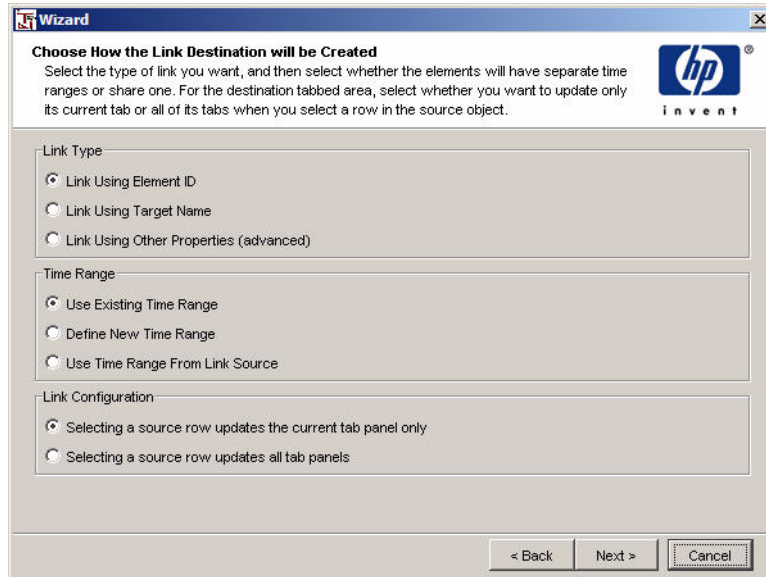 Wizard
Choose How the Link Destination will be Created
Select the type of link you want, and then select whether the elements will have separate time
ranges or share one. For the destination tabbed area, select whether you want to update only
its current tab or all of its tabs when you select a row in the source object.
hp ®
invent
Link Type
Link Using Element ID
Link Using Target Name
Link Using Other Properties (advanced)
Time Range
Use Existing Time Range
Define New Time Range
Use Time Range From Link Source
Link Configuration
Selecting a source row updates the current tab panel only
Selecting a source row updates all tab panels
< Back Next > Cancel